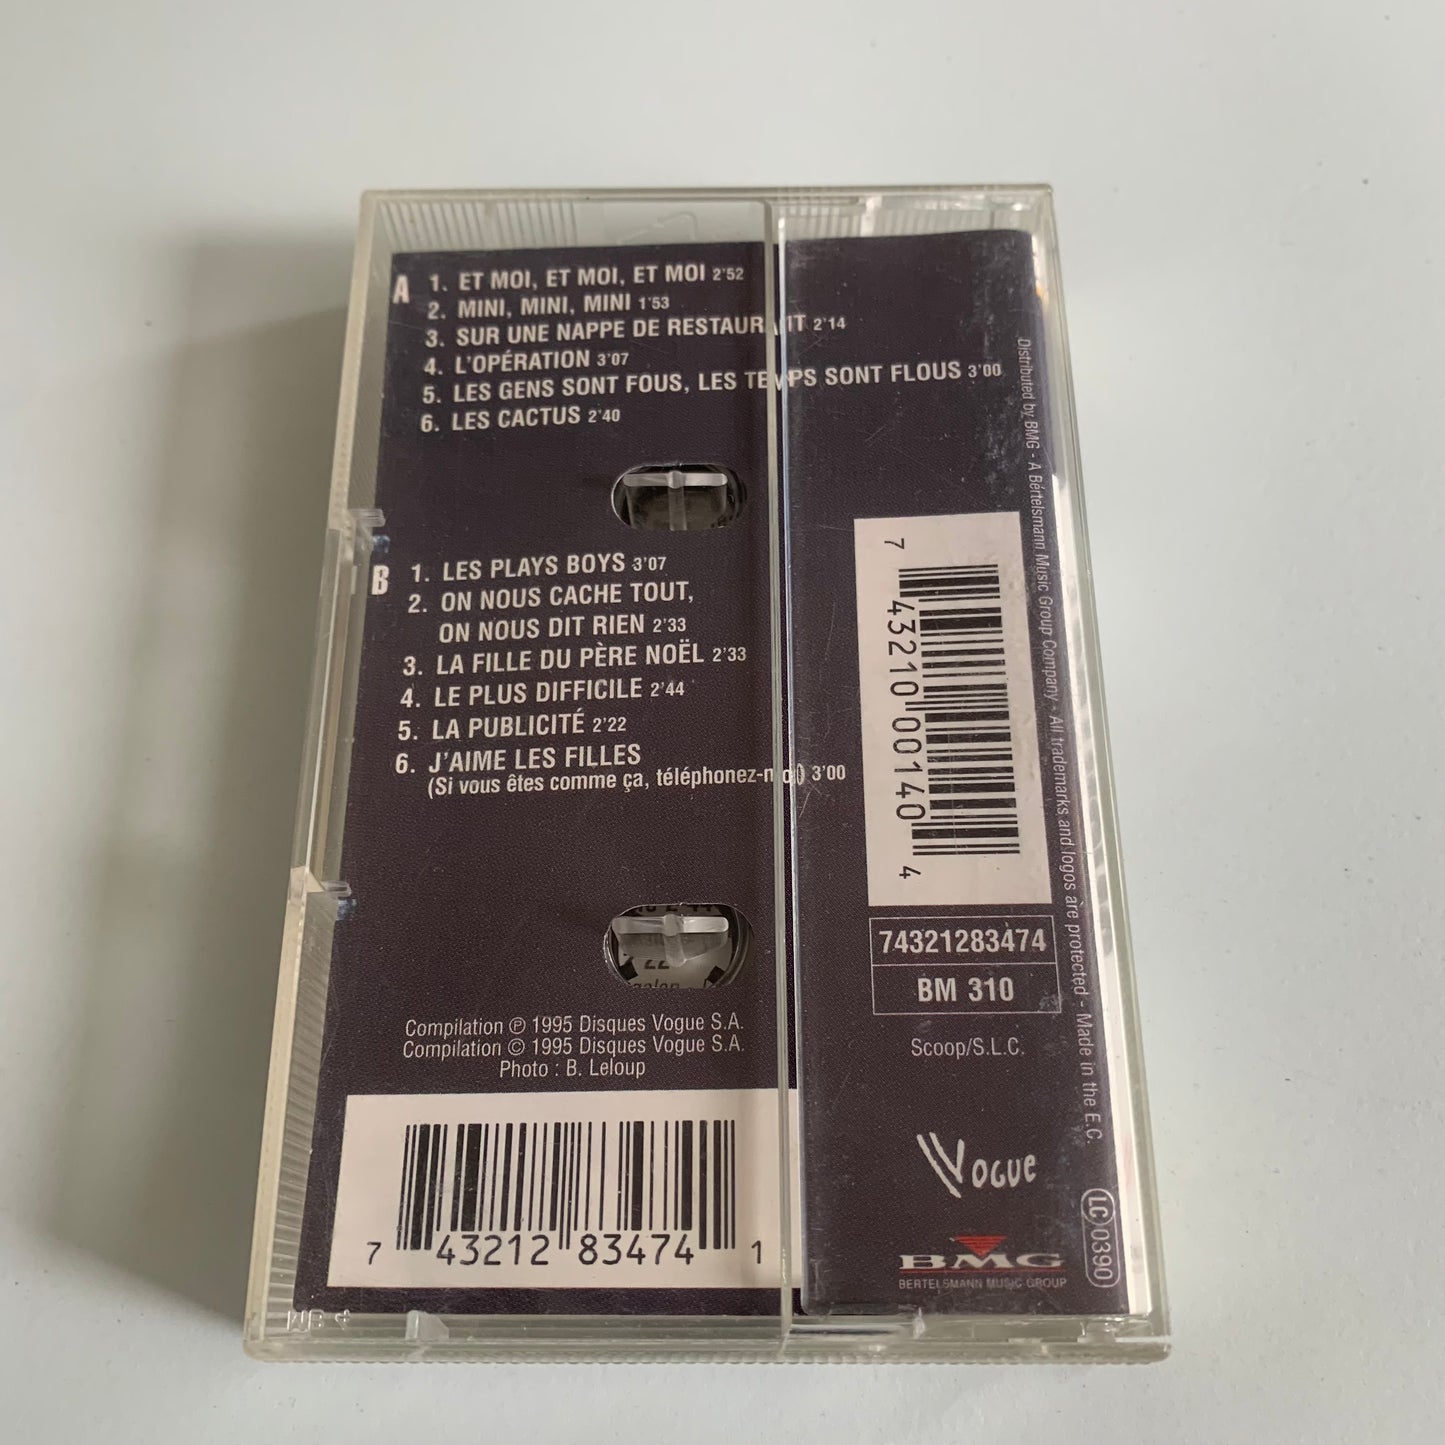 A
1. ET MOI, ET MOI, ET MOI 2'52
2. MINI, MINI, MINI 1'53
3. SUR UNE NAPPE DE RESTAURANT 2'14
4. L'OPÉRATION 3'07
5. LES GENS SONT FOUS, LES TEMPS SONT FLOUS 3'00
6. LES CACTUS 2'40
B
1. LES PLAYS BOYS 3'07
2. ON NOUS CACHE TOUT,
ON NOUS DIT RIEN 2'33
3. LA FILLE DU PÈRE NOËL 2'33
4. LE PLUS DIFFICILE 2'44
5. LA PUBLICITÉ 2'22
6. J'AIME LES FILLES
(Si vous êtes comme ça, téléphonez-moi) 3'00
Compilation ℗ 1995 Disques Vogue S.A.
Compilation © 1995 Disques Vogue S.A.
Photo : B. Leloup
7 43212 83474 1
7 43210 00140 4
74321283474
BM 310
Scoop/S.L.C.
VOGUE
BMG
BERTELSMANN MUSIC GROUP
LC 0390
Distributed by BMG - A Bertelsmann Music Group Company - All trademarks and logos are protected - Made in the E.C.
22